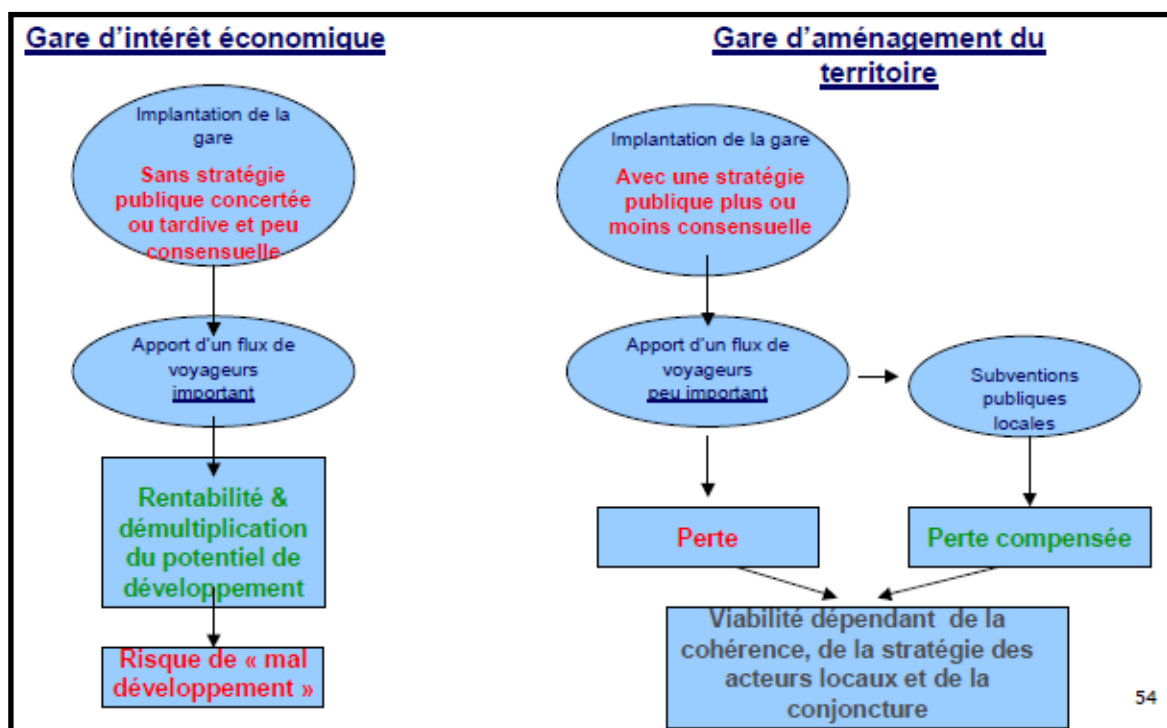 Gare d'intérêt économique
Implantation de la
gare
Sans stratégie
publique concertée
ou tardive et peu
consensuelle
Apport d'un flux de
voyageurs
important
Rentabilité &
démultiplication
du potentiel de
développement
Risque de « mal
développement »
Gare d'aménagement du
territoire
Implantation de la gare
Avec une stratégie
publique plus ou
moins consensuelle
Apport d'un flux de
voyageurs
peu important
Subventions
publiques
locales
Perte
Perte compensée
Viabilité dépendant de la
cohérence, de la stratégie des
acteurs locaux et de la
conjoncture
54